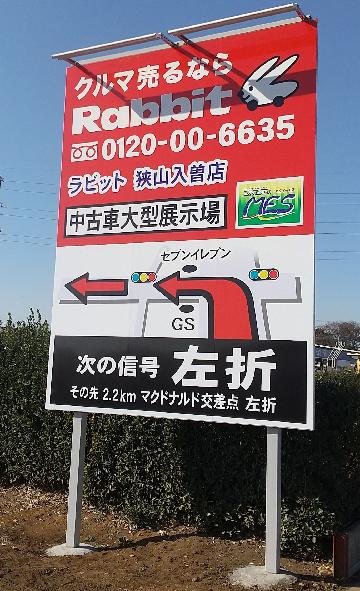 クルマ売るなら
Rabbit
0120-00-6635
ラビット 狭山入曽店
中古車大型展示場
MES
セブンイレブン
GS
次の信号 左折
その先 2.2km マクドナルド交差点 左折